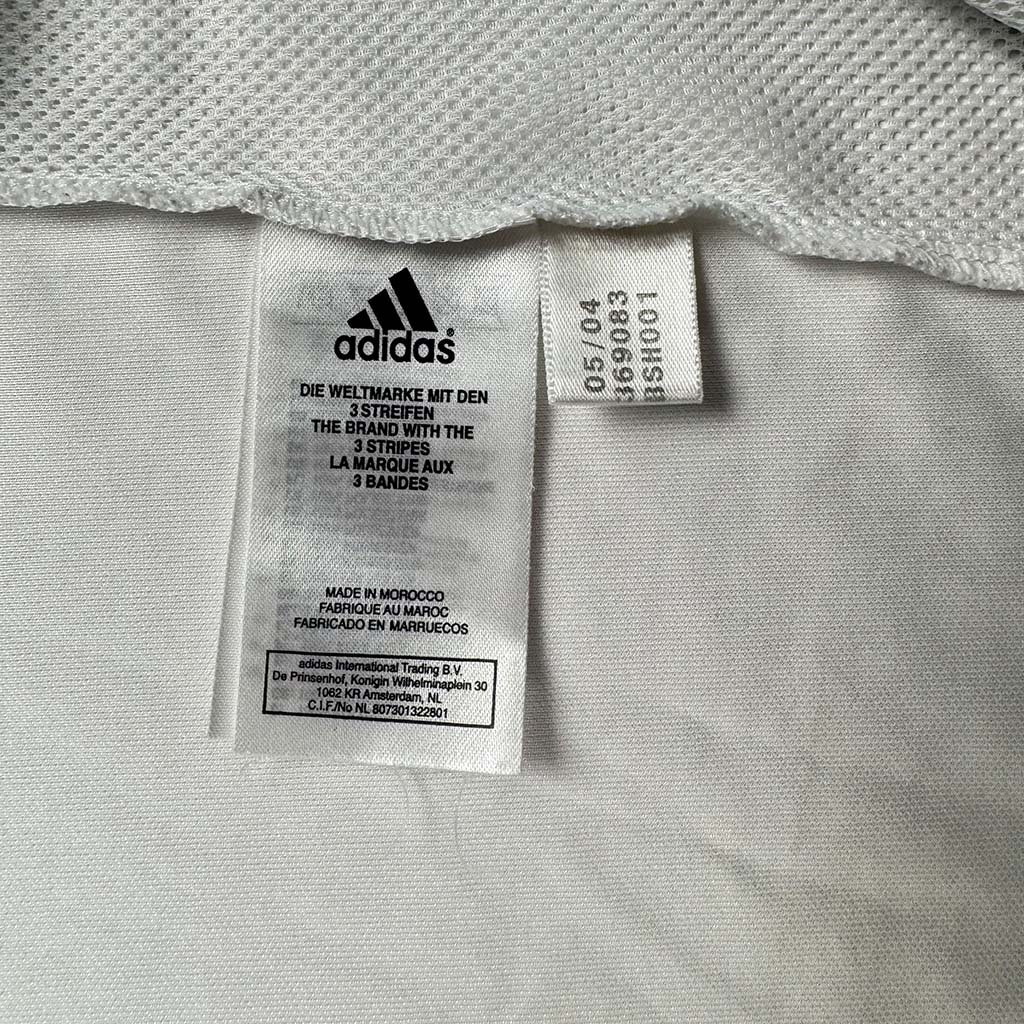 adidas®
DIE WELTMARKE MIT DEN
3 STREIFEN
THE BRAND WITH THE
3 STRIPES
LA MARQUE AUX
3 BANDES
MADE IN MOROCCO
FABRIQUE AU MAROC
FABRICADO EN MARRUECOS
adidas International Trading B.V.
De Prinsenhof, Konigin Wilhelminaplein 30
1062 KR Amsterdam, NL
C.I.F./No NL 807301322801
05/04
369083
BSH001